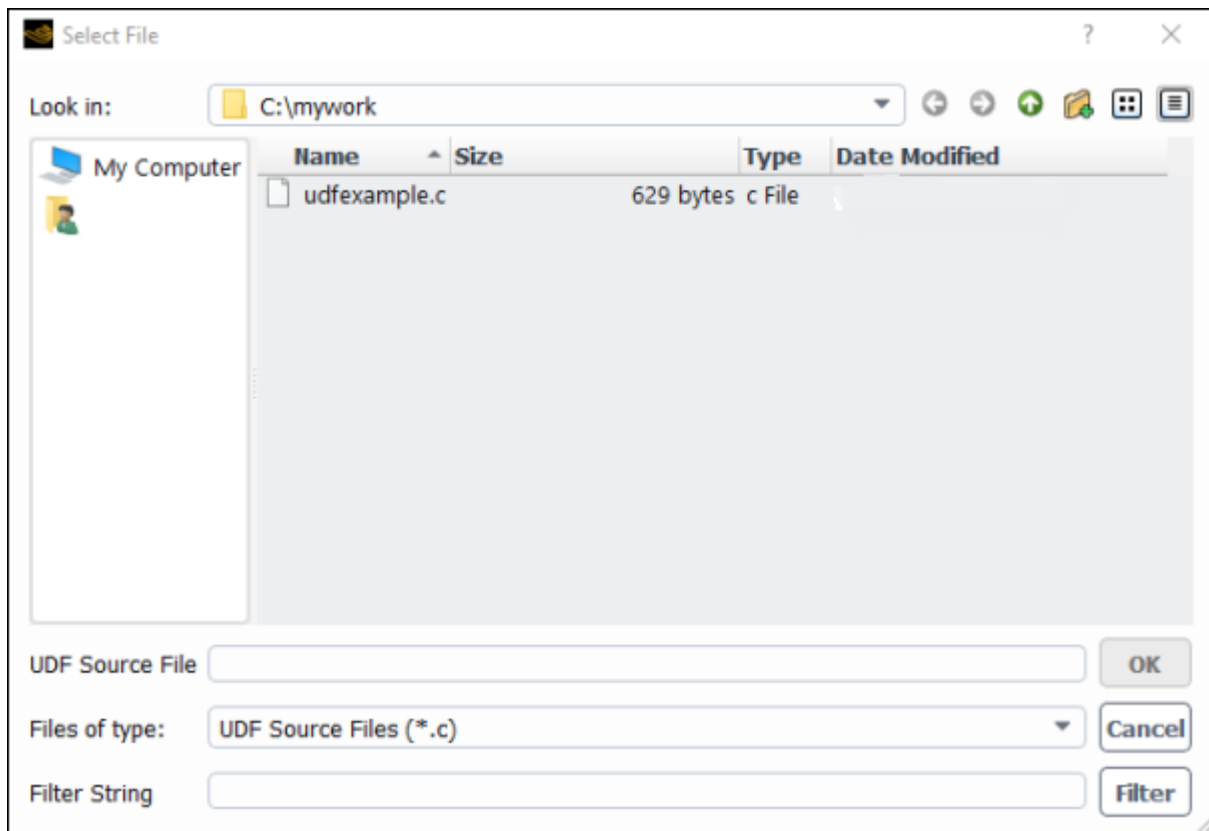 Select File
?
Look in:
C:\mywork
My Computer
Name Size Type Date Modified
udfexample.c 629 bytes c File
UDF Source File
OK
Files of type: UDF Source Files (*.c) Cancel
Filter String Filter